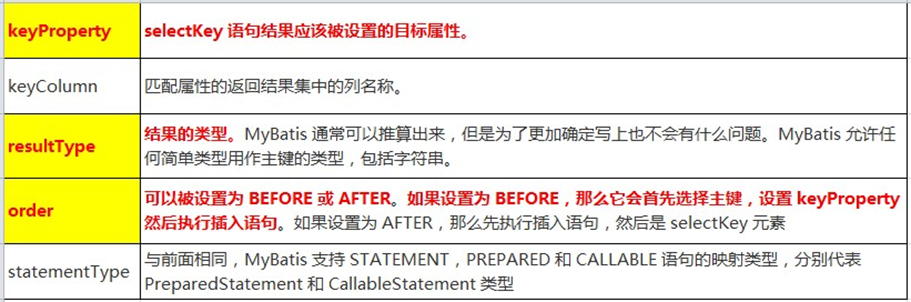 keyProperty
selectKey 语句结果应该被设置的目标属性。
keyColumn
匹配属性的返回结果集中的列名称。
resultType
结果的类型。MyBatis 通常可以推算出来，但是为了更加确定写上也不会有什么问题。MyBatis 允许任
何简单类型用作主键的类型，包括字符串。
order
可以被设置为 BEFORE 或 AFTER。如果设置为 BEFORE，那么它会首先选择主键，设置 keyProperty
然后执行插入语句。如果设置为 AFTER，那么先执行插入语句，然后是 selectKey 元素
statementType
与前面相同，MyBatis 支持 STATEMENT，PREPARED 和 CALLABLE 语句的映射类型，分别代表
PreparedStatement 和 CallableStatement 类型